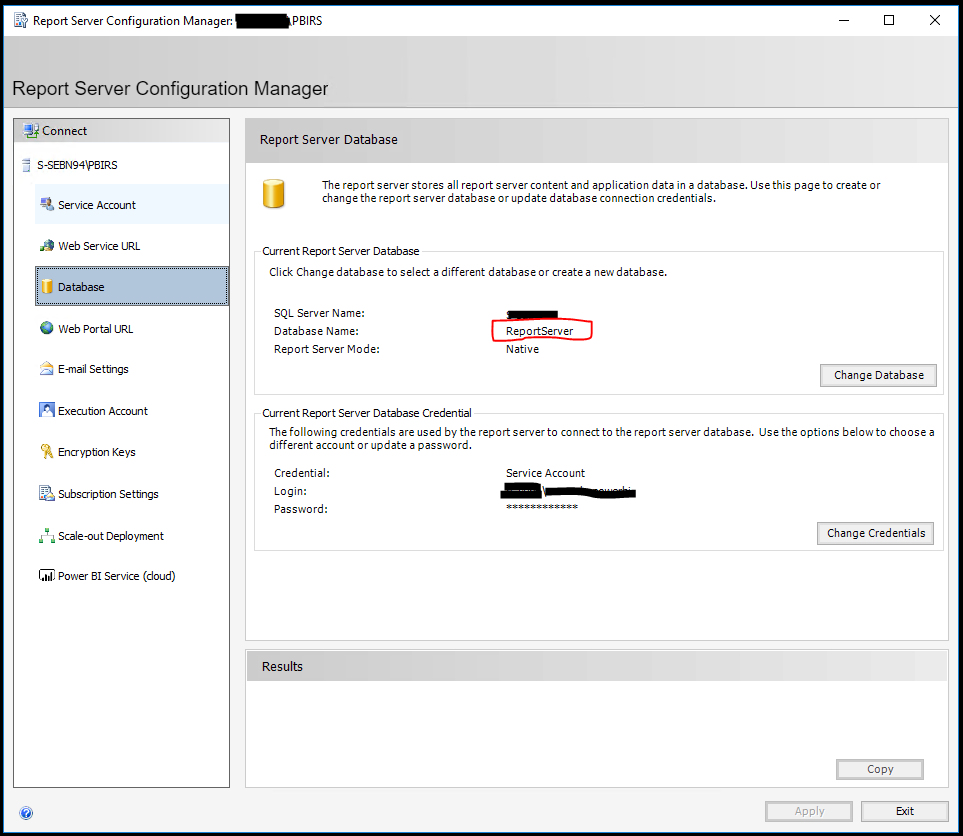 Report Server Configuration Manager: \PBIRS
Report Server Configuration Manager
Connect
S-SEBN94\PBIRS
Service Account
Web Service URL
Database
Web Portal URL
E-mail Settings
Execution Account
Encryption Keys
Subscription Settings
Scale-out Deployment
Power BI Service (cloud)
Report Server Database
The report server stores all report server content and application data in a database. Use this page to create or
change the report server database or update database connection credentials.
Current Report Server Database
Click Change database to select a different database or create a new database.
SQL Server Name:
Database Name: ReportServer
Report Server Mode: Native
Change Database
Current Report Server Database Credential
The following credentials are used by the report server to connect to the report server database. Use the options below to choose a
different account or update a password.
Credential: Service Account
Login:
Password: ************
Change Credentials
Results
Copy
Apply Exit